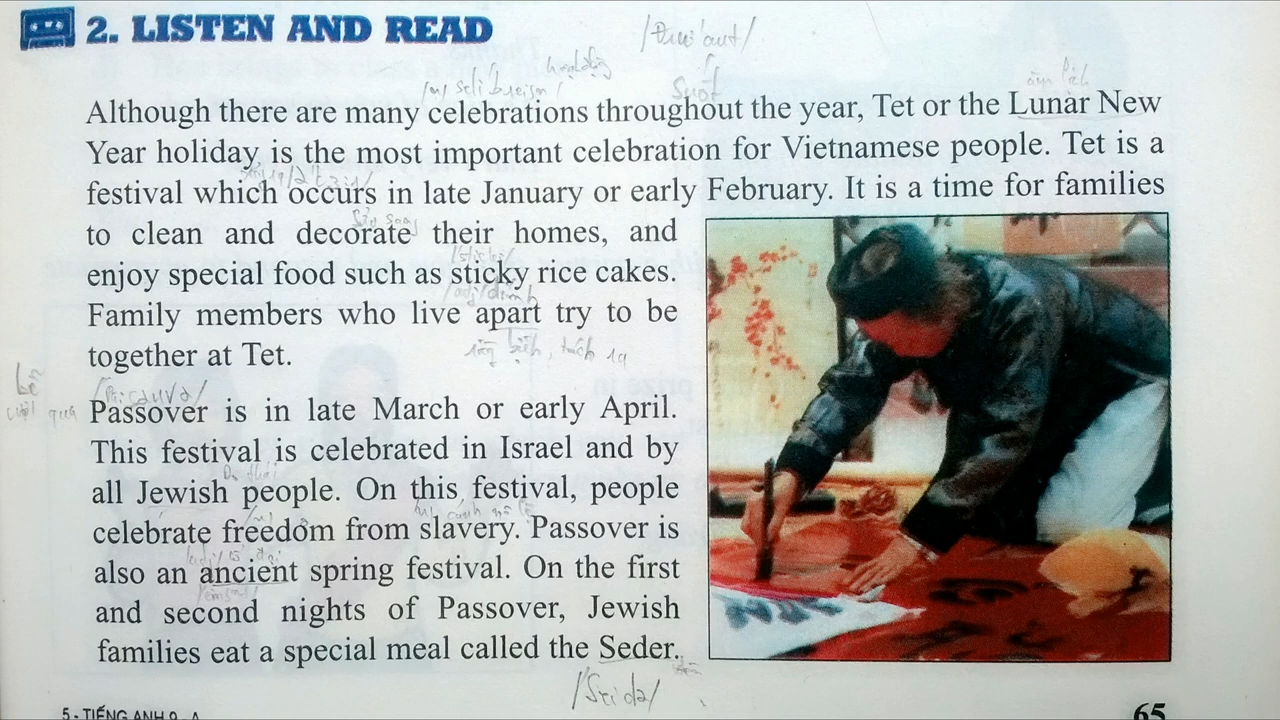 2. LISTEN AND READ
Although there are many celebrations throughout the year, Tet or the Lunar New
Year holiday, is the most important celebration for Vietnamese people. Tet is a
festival which occurs in late January or early February. It is a time for families
to clean and decorate their homes, and
enjoy special food such as sticky rice cakes.
Family members who live apart try to be
together at Tet.
Passover is in late March or early April.
This festival is celebrated in Israel and by
all Jewish people. On this festival, people
celebrate freedom from slavery. Passover is
also an ancient spring festival. On the first
and second nights of Passover, Jewish
families eat a special meal called the Seder.
5 - TIẾNG ANH 9 - A
65